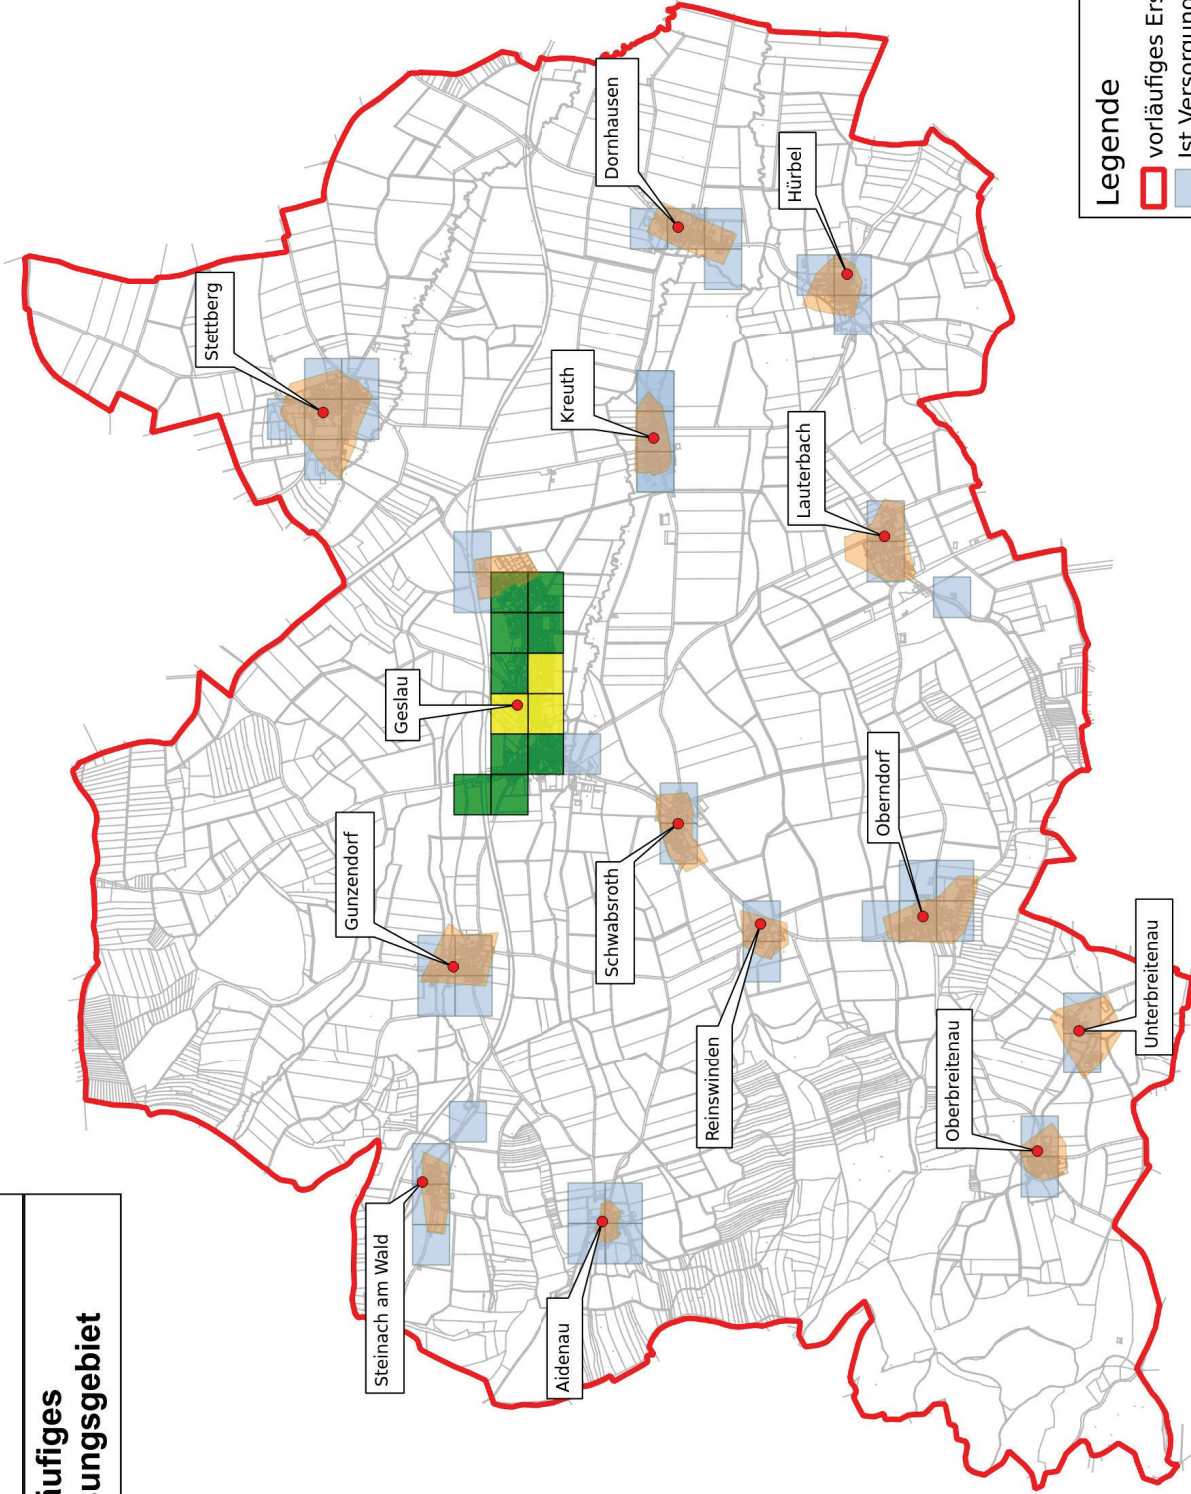 äufiges
ungsgebiet
Stettberg
Dornhausen
Hürbel
Kreuth
Lauterbach
Geslau
Gunzendorf
Schwabsroth
Oberndorf
Reinswinden
Unterbreitenau
Oberbreitenau
Steinach am Wald
Aidenau
Legende
vorläufiges Ers
Ist Versorgung